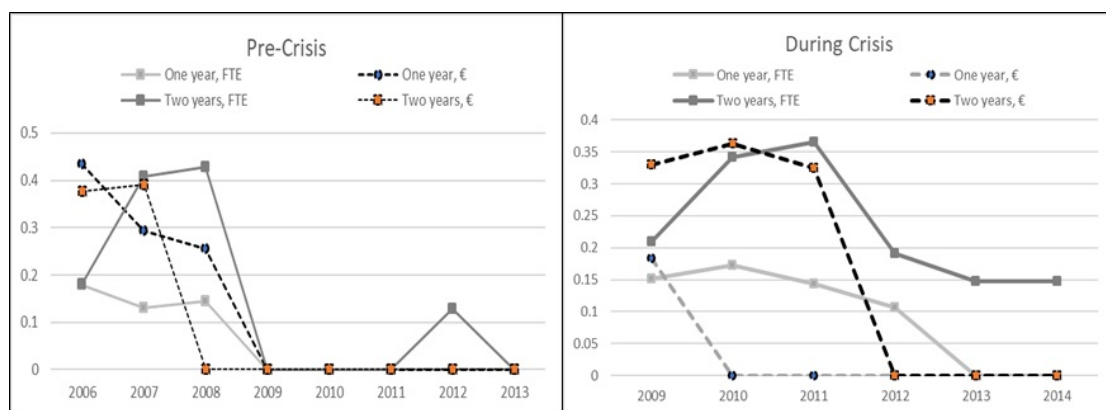 Pre-Crisis
One year, FTE
One year, €
Two years, FTE
Two years, €
0.5
0.4
0.3
0.2
0.1
0
2006 2007 2008 2009 2010 2011 2012 2013
During Crisis
One year, FTE
One year, €
Two years, FTE
Two years, €
0.4
0.35
0.3
0.25
0.2
0.15
0.1
0.05
0
2009 2010 2011 2012 2013 2014